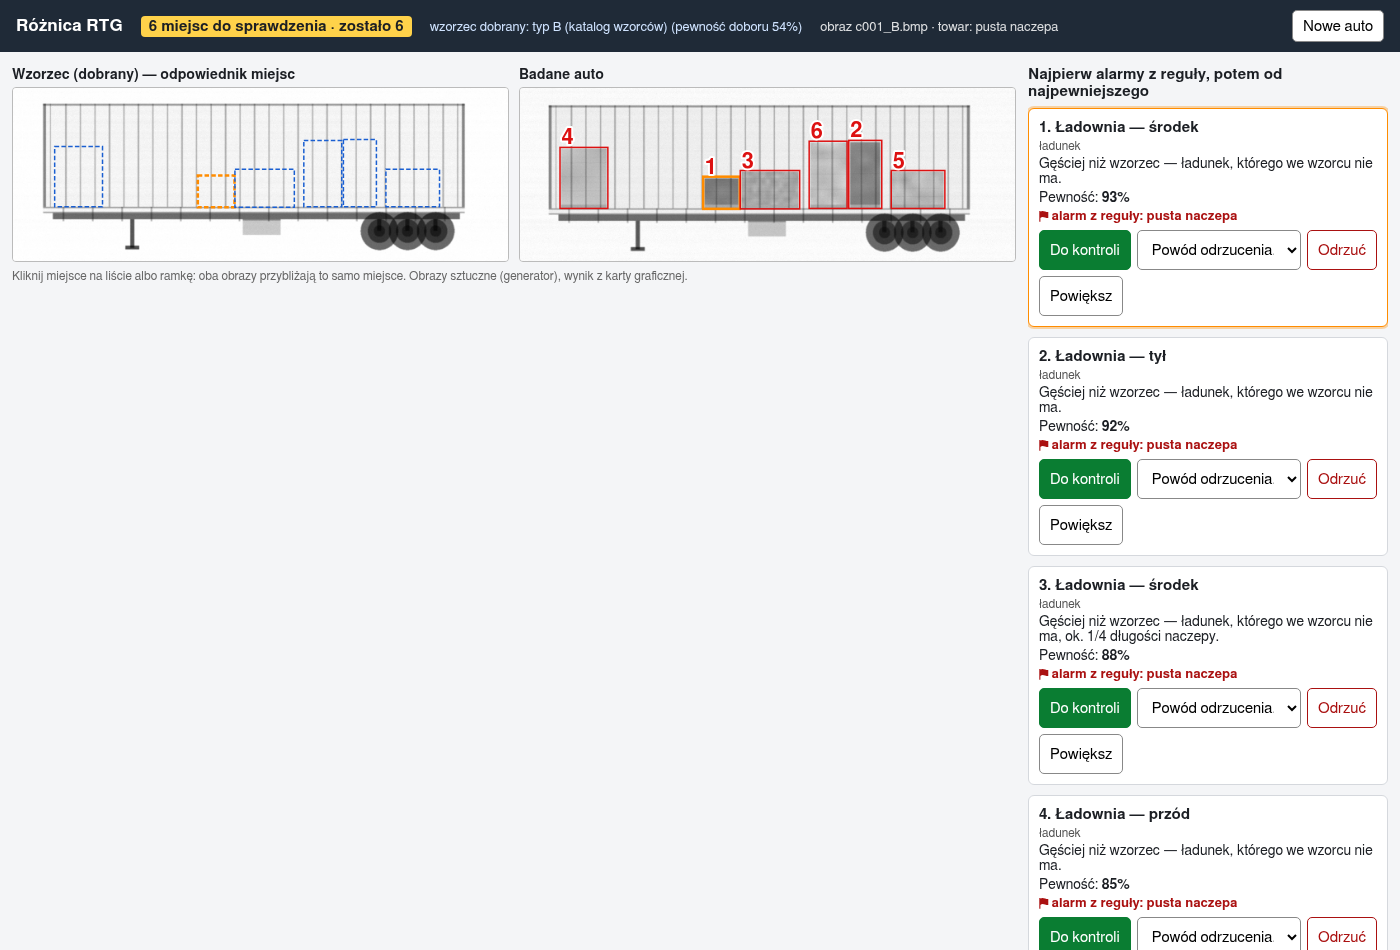 Różnica RTG
6 miejsc do sprawdzenia · zostało 6
wzorzec dobrany: typ B (katalog wzorców) (pewność doboru 54%)
obraz c001_B.bmp · towar: pusta naczepa
Nowe auto
Wzorzec (dobrany) — odpowiednik miejsc
Badane auto
4
1
3
6
2
5
Kliknij miejsce na liście albo ramkę: oba obrazy przybliżają to samo miejsce. Obrazy sztuczne (generator), wynik z karty graficznej.
Najpierw alarmy z reguły, potem od
najpewniejszego
1. Ładownia — środek
ładunek
Gęściej niż wzorzec — ładunek, którego we wzorcu nie
ma.
Pewność: 93%
alarm z reguły: pusta naczepa
Do kontroli
Powód odrzucenia
Odrzuć
Powiększ
2. Ładownia — tył
ładunek
Gęściej niż wzorzec — ładunek, którego we wzorcu nie
ma.
Pewność: 92%
alarm z reguły: pusta naczepa
Do kontroli
Powód odrzucenia
Odrzuć
Powiększ
3. Ładownia — środek
ładunek
Gęściej niż wzorzec — ładunek, którego we wzorcu nie
ma, ok. 1/4 długości naczepy.
Pewność: 88%
alarm z reguły: pusta naczepa
Do kontroli
Powód odrzucenia
Odrzuć
Powiększ
4. Ładownia — przód
ładunek
Gęściej niż wzorzec — ładunek, którego we wzorcu nie
ma.
Pewność: 85%
alarm z reguły: pusta naczepa
Do kontroli
Powód odrzucenia
Odrzuć